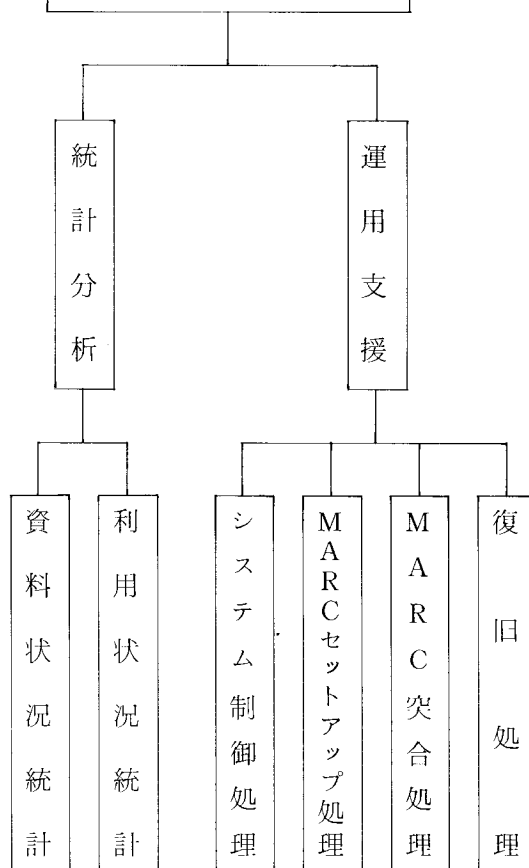 統計分析
運用支援
資料状況統計
利用状況統計
システム制御処理
MARCセットアップ処理
MARC突合処理
復旧処理